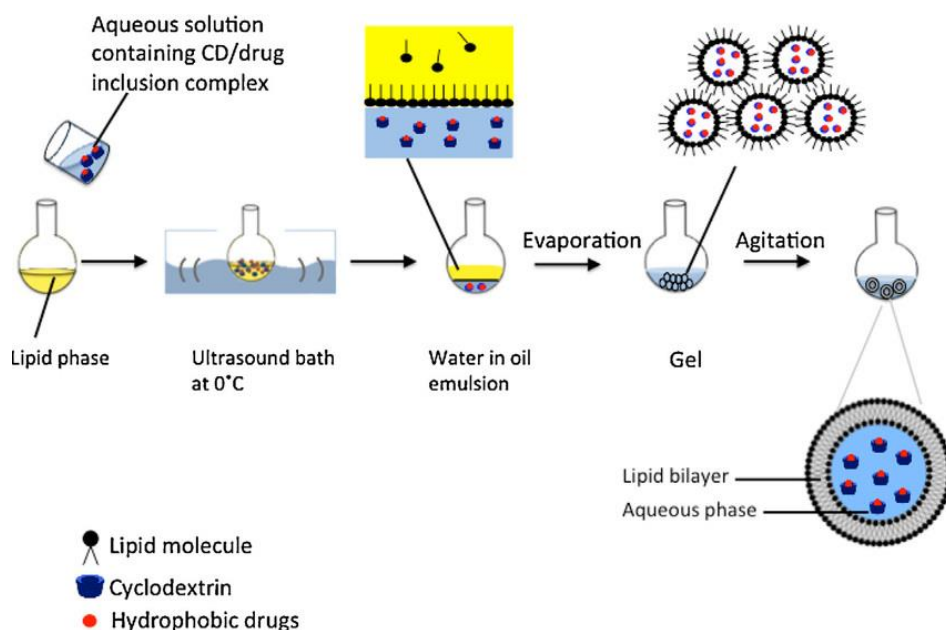 Aqueous solution
containing CD/drug
inclusion complex
Evaporation
Agitation
Lipid phase
Ultrasound bath
at 0˚C
Water in oil
emulsion
Gel
Lipid bilayer
Aqueous phase
Lipid molecule
Cyclodextrin
Hydrophobic drugs